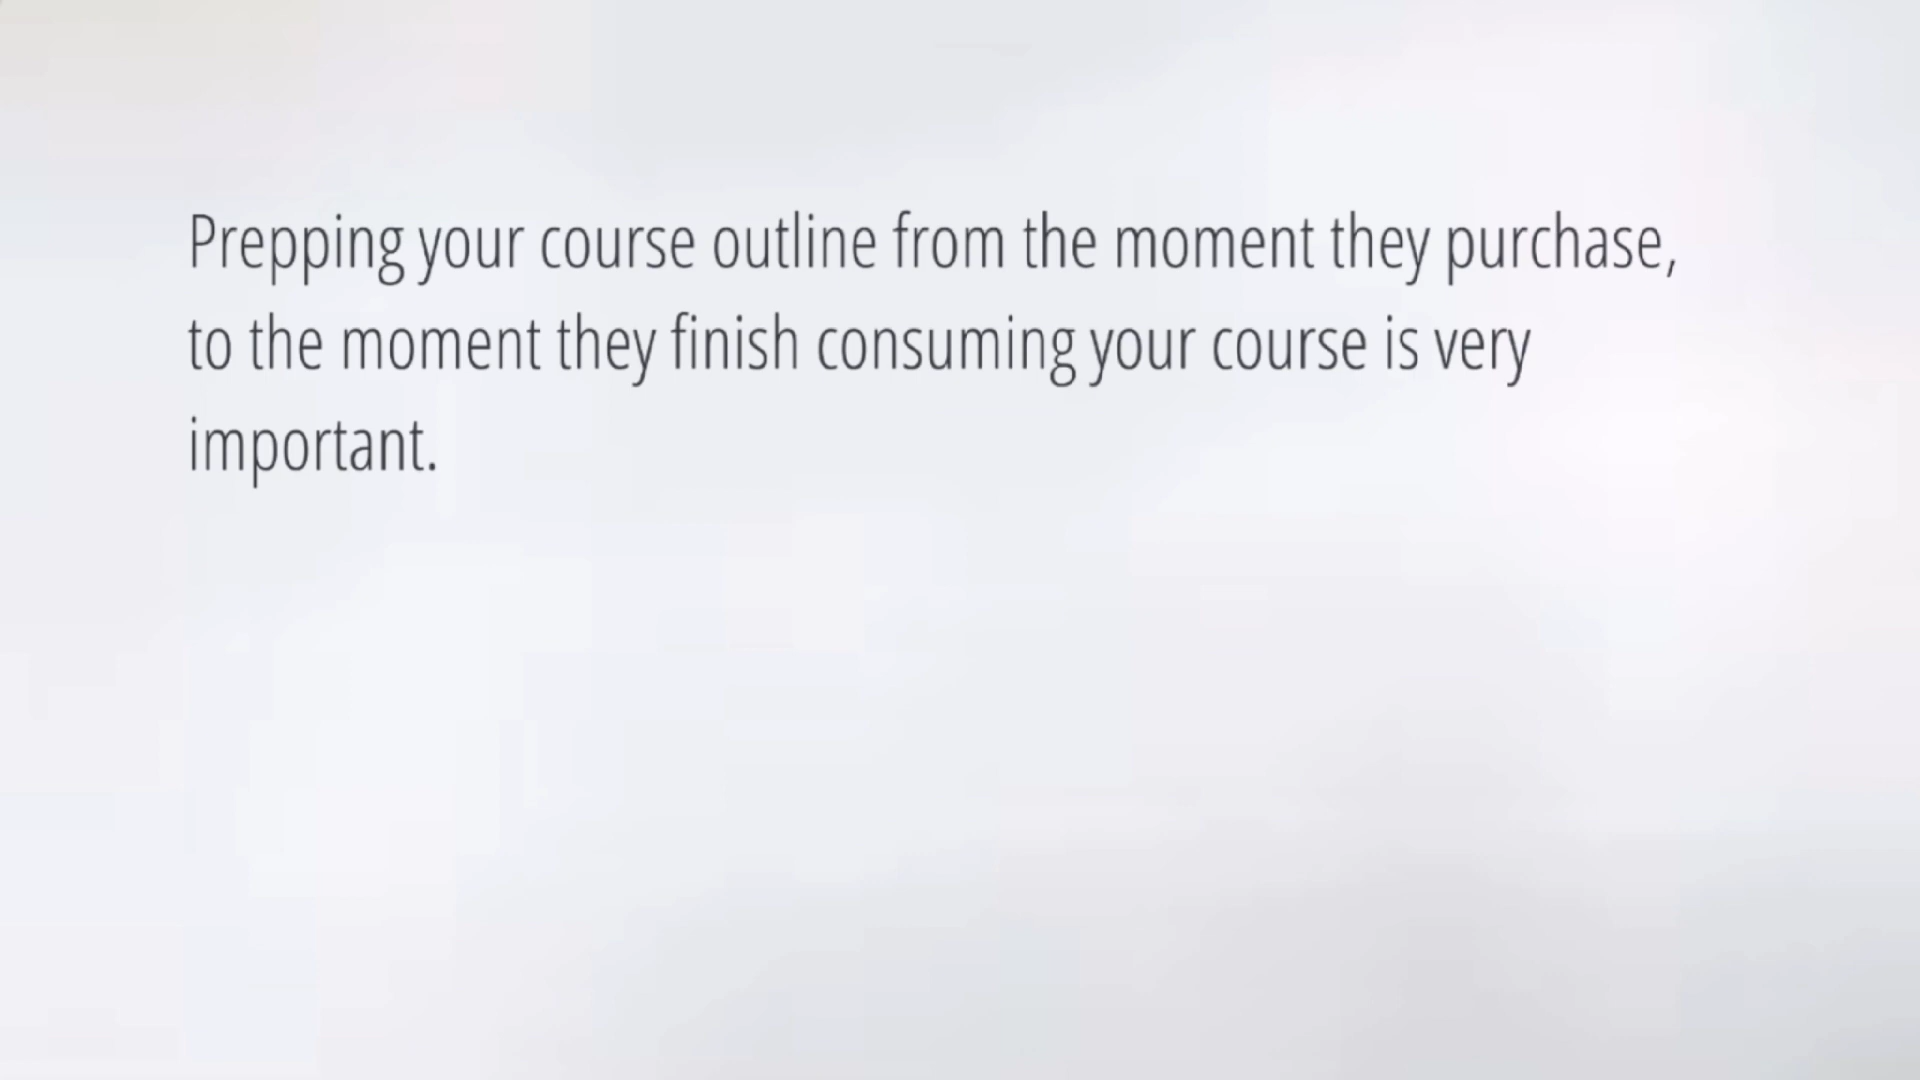 Prepping your course outline from the moment they purchase,
to the moment they finish consuming your course is very
important.